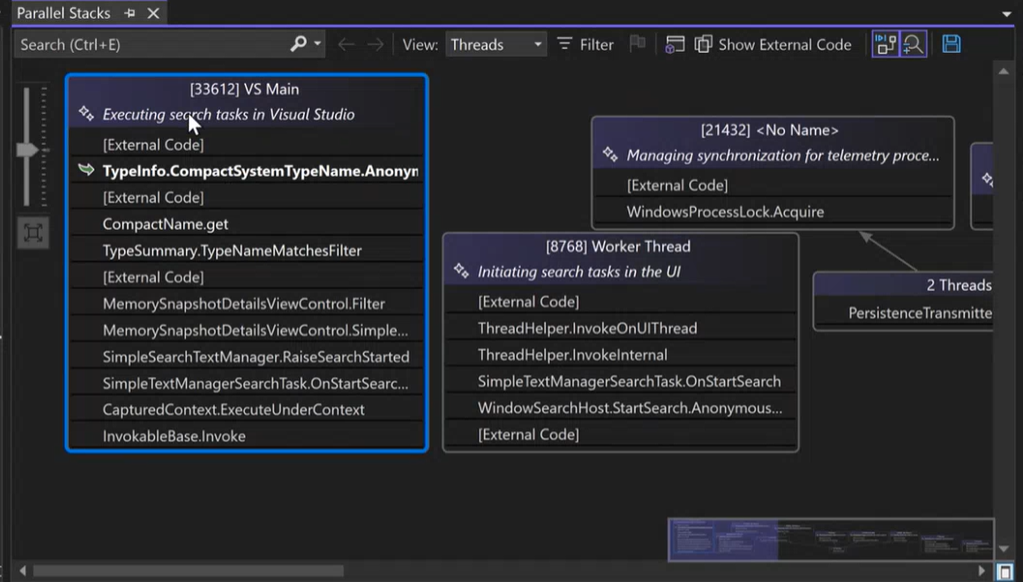 Parallel Stacks
Search (Ctrl+E)
View: Threads Filter Show External Code
[33612] VS Main
Executing search tasks in Visual Studio
[External Code]
TypeInfo.CompactSystemTypeName.Anonym
[External Code]
CompactName.get
TypeSummary.TypeNameMatchesFilter
[External Code]
MemorySnapshotDetailsViewControl.Filter
MemorySnapshotDetailsViewControl.Simple...
SimpleSearchTextManager.RaiseSearchStarted
SimpleTextManagerSearchTask.OnStartSearc...
CapturedContext.ExecuteUnderContext
InvokableBase.Invoke
[8768] Worker Thread
Initiating search tasks in the UI
[External Code]
ThreadHelper.InvokeOnUIThread
ThreadHelper.InvokeInternal
SimpleTextManagerSearchTask.OnStartSearch
WindowSearchHost.StartSearch.Anonymous...
[External Code]
[21432] <No Name>
Managing synchronization for telemetry proce...
[External Code]
WindowsProcessLock.Acquire
2 Threads
PersistenceTransmitte